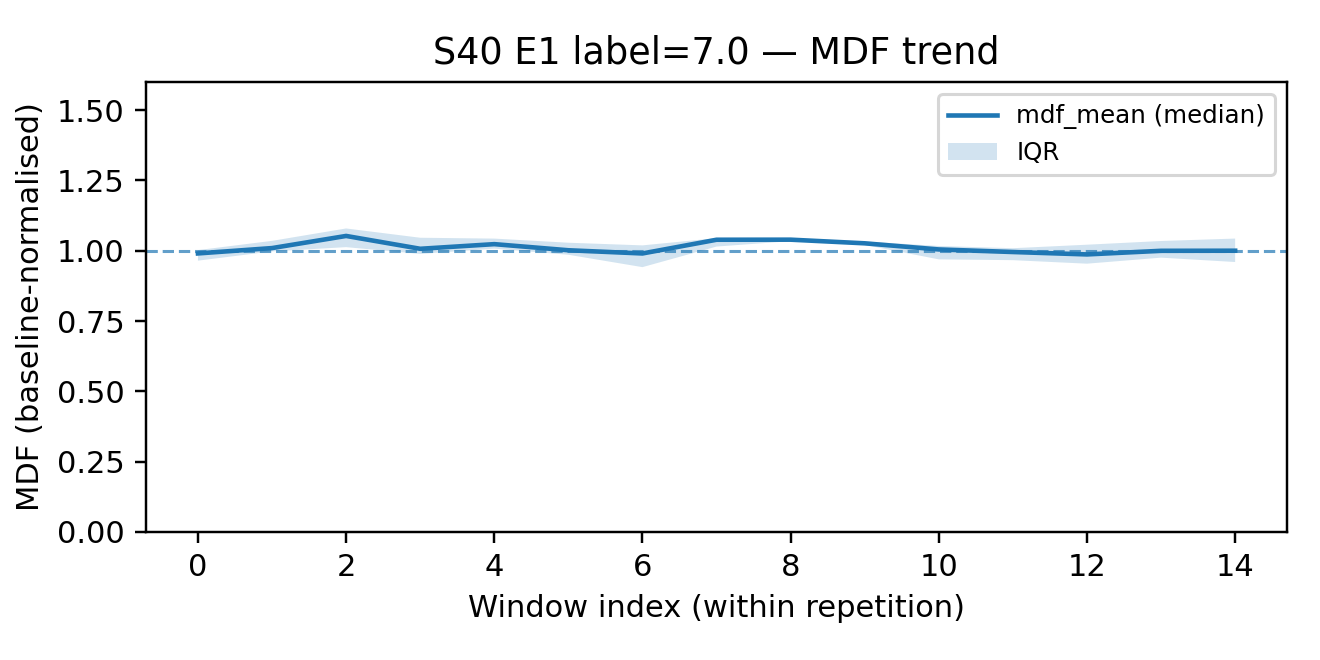 S40 E1 label=7.0 — MDF trend
mdf_mean (median)
IQR
MDF (baseline-normalised)
1.50
1.25
1.00
0.75
0.50
0.25
0.00
0 2 4 6 8 10 12 14
Window index (within repetition)